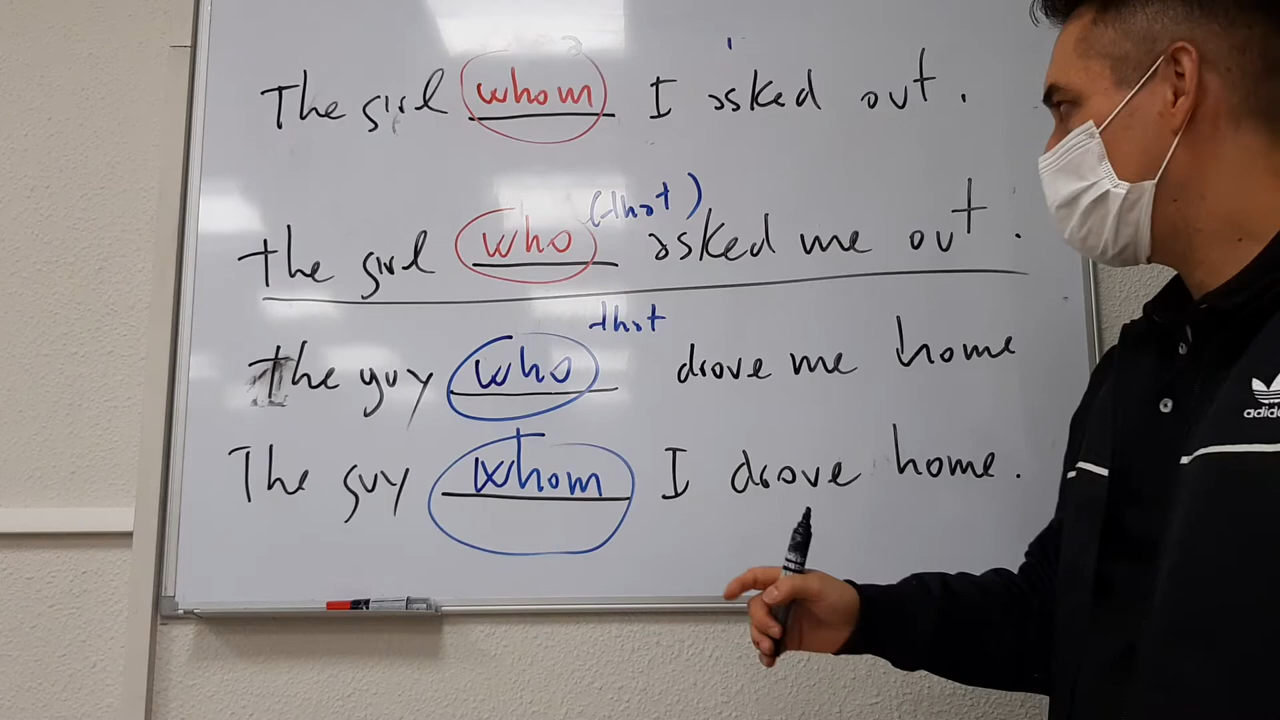 The girl whom I asked out.
(that)
the girl who asked me out.
that
the guy who drove me home
The guy whom I drove home.
adidas